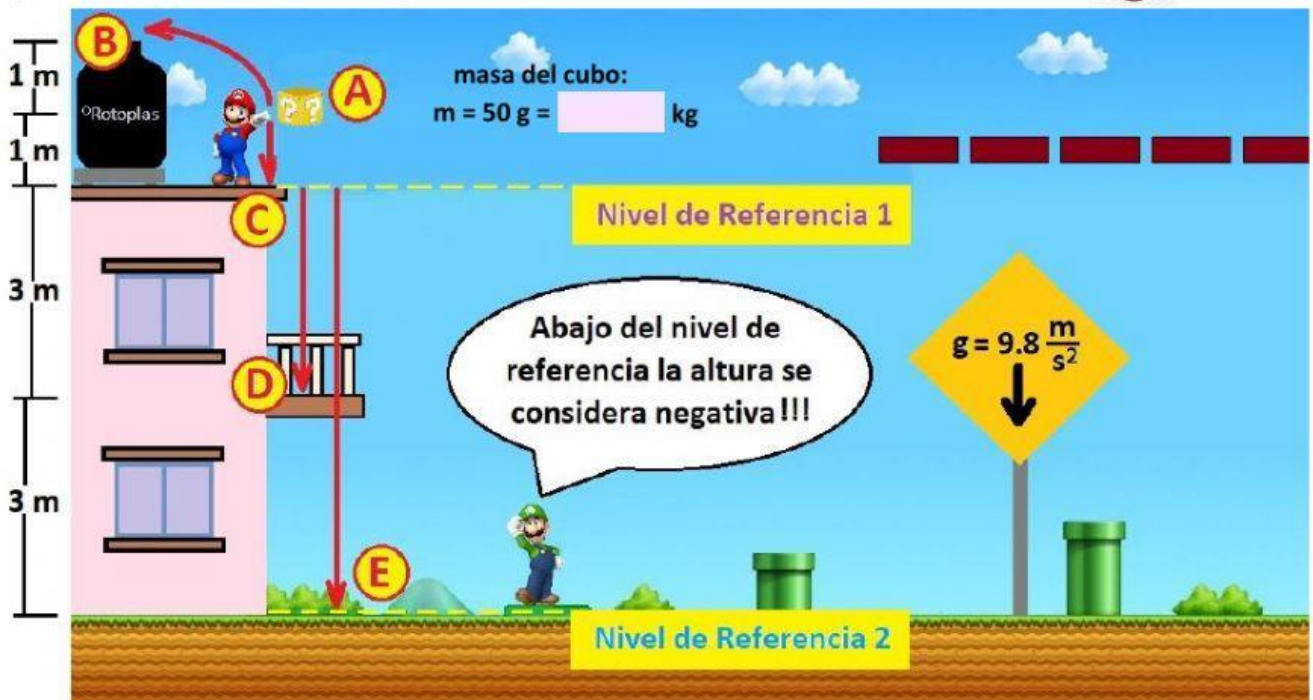 B
1 m
A
masa del cubo:
m = 50 g = kg
ORotoplas
? ?
1 m
C
Nivel de Referencia 1
3 m
Abajo del nivel de
referencia la altura se
considera negativa!!!
g = 9.8 m/s²
D
3 m
E
Nivel de Referencia 2